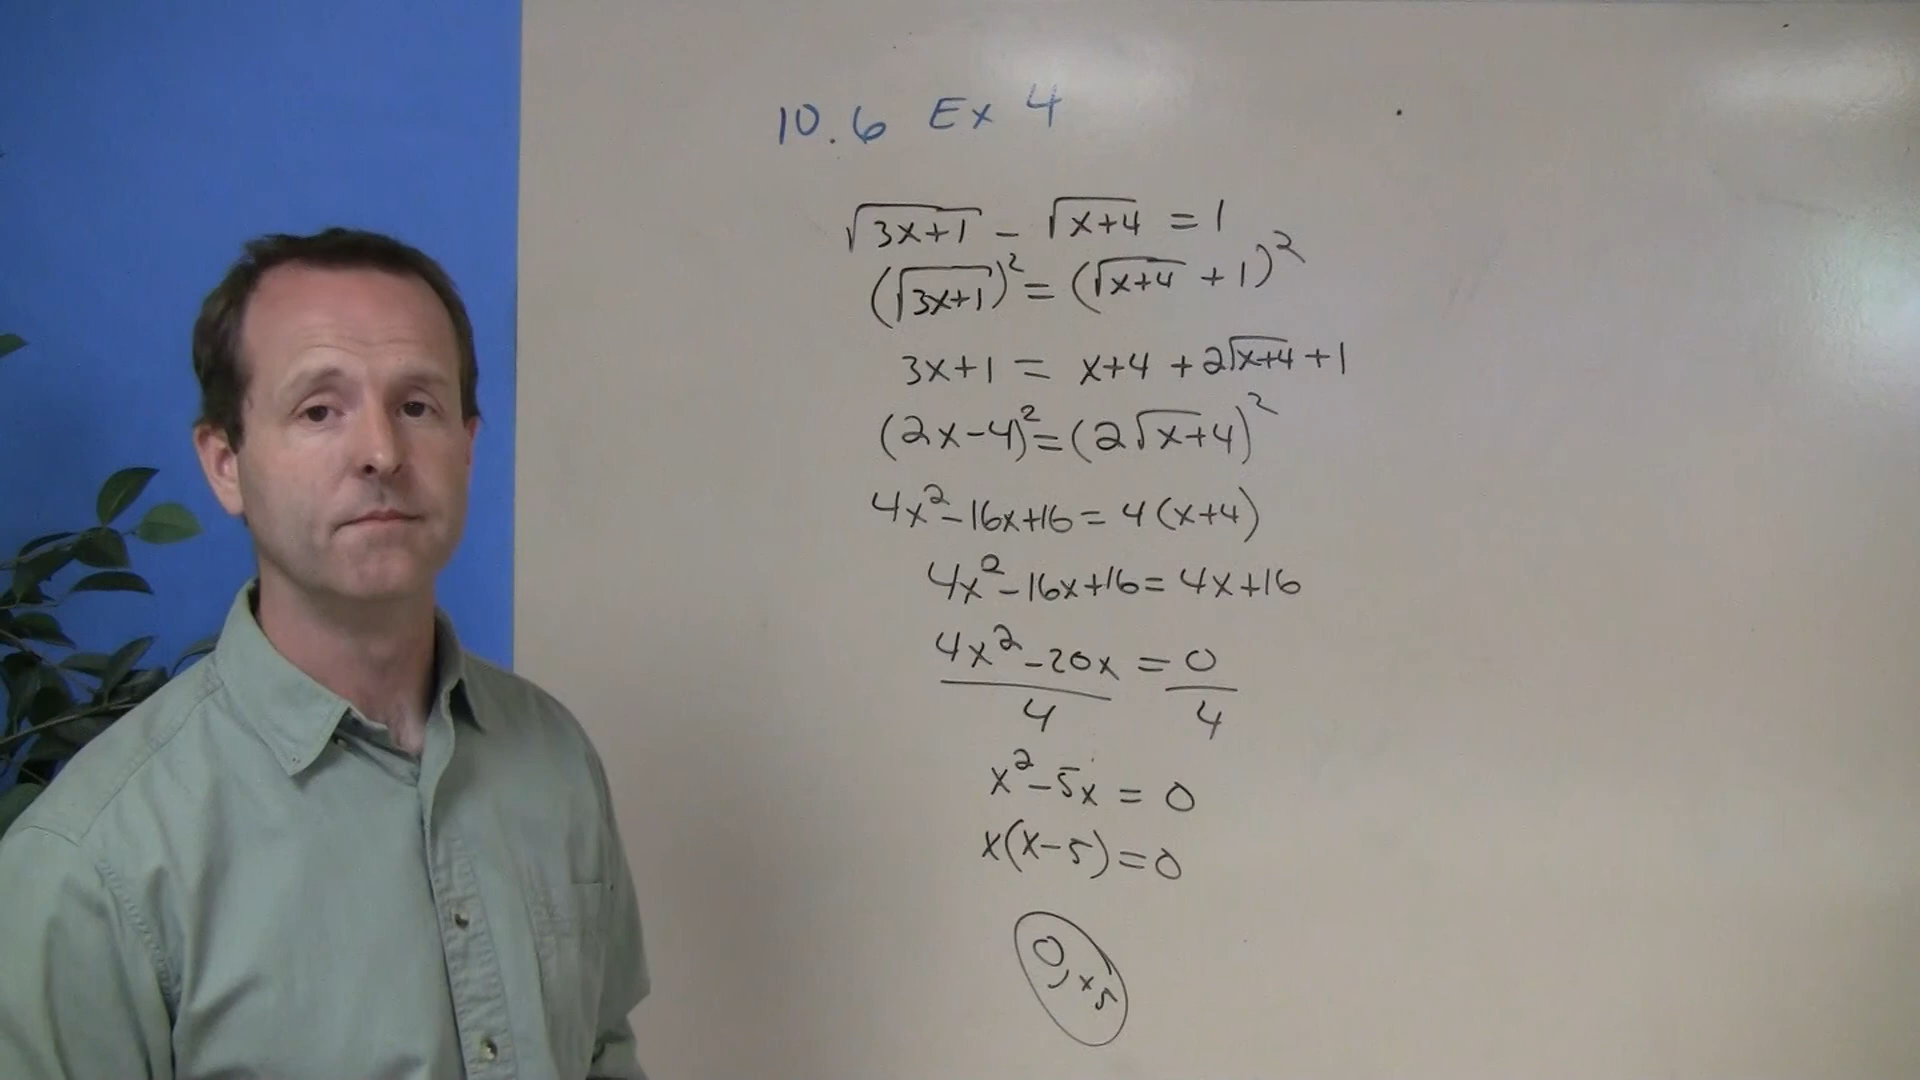 10.6 Ex 4
√3x+1 - √x+4 = 1
(√3x+1)² = (√x+4 + 1)²
3x+1 = x+4 + 2√x+4 + 1
(2x-4)² = (2√x+4)²
4x²-16x+16 = 4(x+4)
4x²-16x+16 = 4x+16
4x²-20x = 0
4 4
x²-5x = 0
x(x-5) = 0
0, x5